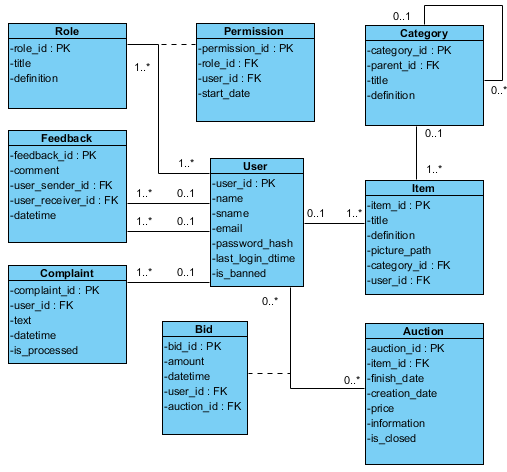 Role
-role_id : PK
-title
-definition
1..*
Permission
-permission_id : PK
-role_id : FK
-user_id : FK
-start_date
0..1
Category
-category_id : PK
-parent_id : FK
-title
-definition
0..*
0..1
1..*
Feedback
-feedback_id : PK
-comment
-user_sender_id : FK
-user_receiver_id : FK
-datetime
1..*
0..1
1..*
0..1
1..*
User
-user_id : PK
-name
-sname
-email
-password_hash
-last_login_dtime
-is_banned
0..1
1..*
Item
-item_id : PK
-title
-definition
-picture_path
-category_id : FK
-user_id : FK
Complaint
-complaint_id : PK
-user_id : FK
-text
-datetime
-is_processed
1..*
0..1
0..*
Bid
-bid_id : PK
-amount
-datetime
-user_id : FK
-auction_id : FK
0..*
Auction
-auction_id : PK
-item_id : FK
-finish_date
-creation_date
-price
-information
-is_closed